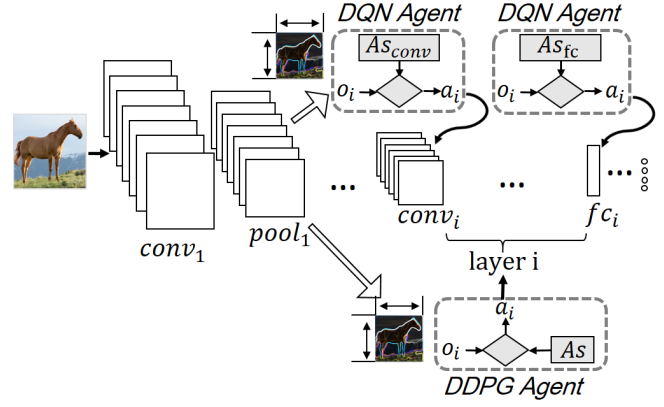 DQN Agent
DQN Agent
As_conv
As_fc
o_i
a_i
o_i
a_i
...
...
...
conv_1
pool_1
conv_i
fc_i
layer i
a_i
o_i
As
DDPG Agent